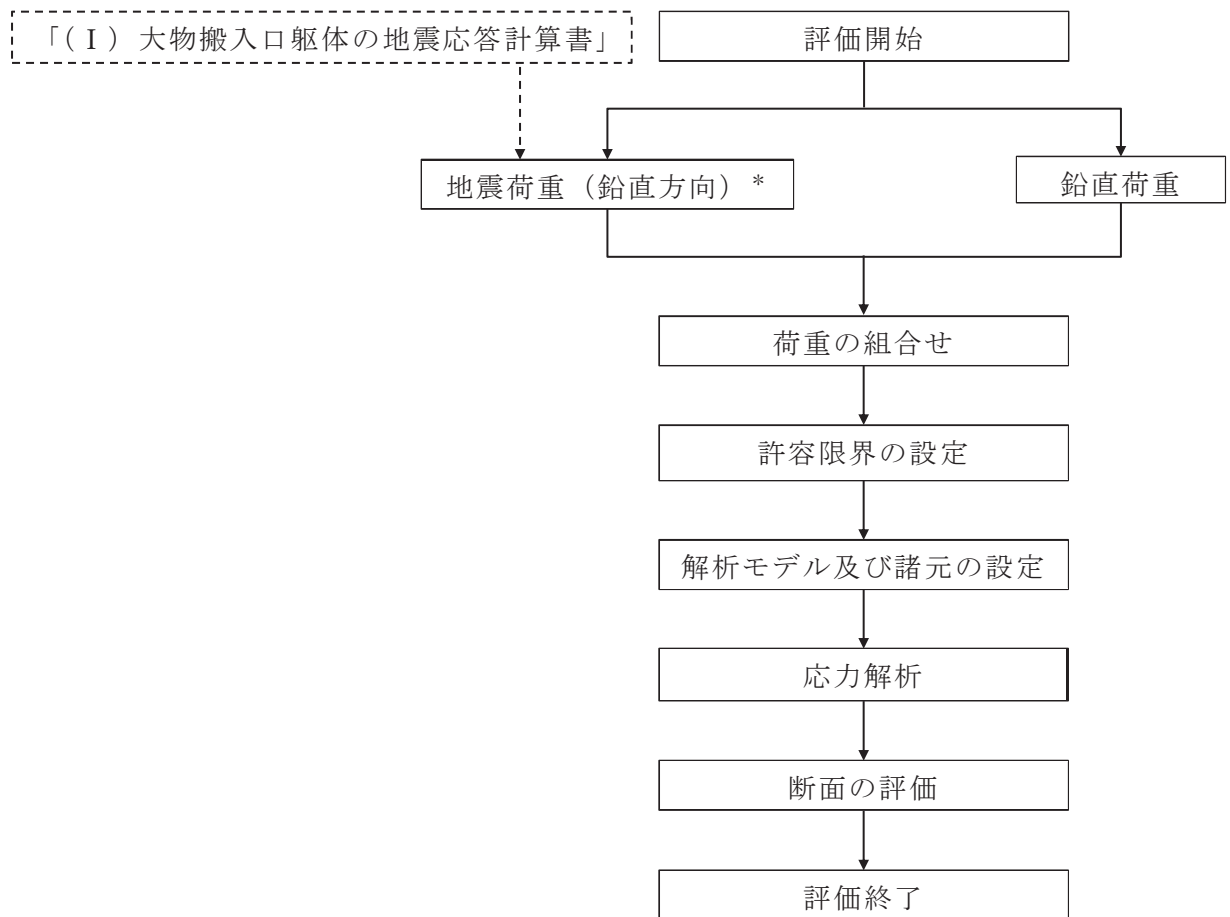 「(Ⅰ) 大物搬入口躯体の地震応答計算書」
評価開始
地震荷重（鉛直方向）*
鉛直荷重
荷重の組合せ
許容限界の設定
解析モデル及び諸元の設定
応力解析
断面の評価
評価終了